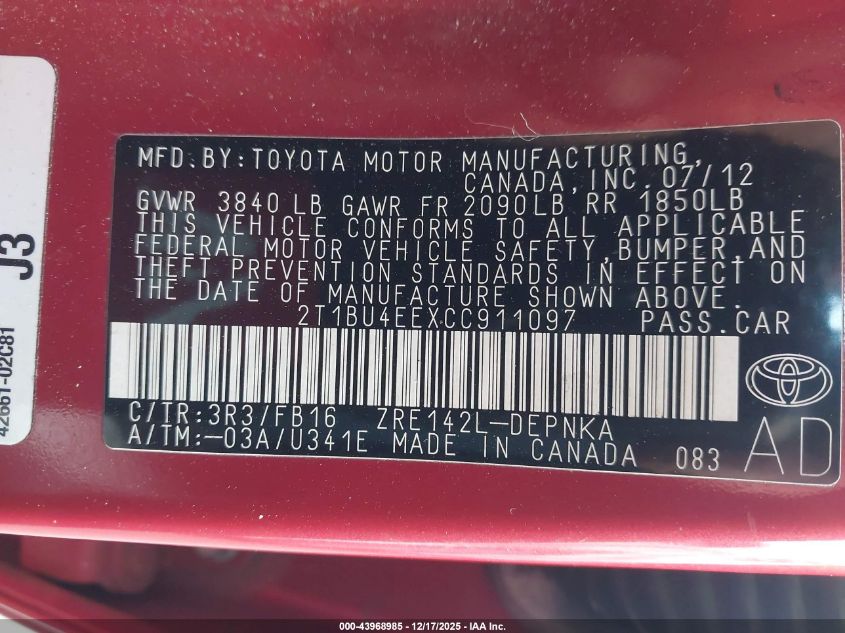 MFD.BY:TOYOTA MOTOR MANUFACTURING,
CANADA,INC.07/12
GVWR 3840 LB GAWR FR 2090LB RR 1850LB
THIS VEHICLE CONFORMS TO ALL APPLICABLE
FEDERAL MOTOR VEHICLE SAFETY,BUMPER,AND
THEFT PREVENTION STANDARDS IN EFFECT ON
THE DATE OF MANUFACTURE SHOWN ABOVE.
2T1BU4EEXCC911097 PASS.CAR
C/TR:3R3/FB16 ZRE142L-DEPNKA
A/TM:-03A/U341E MADE IN CANADA 083
AD
J3
42661-02C81
000-43968985 - 12/17/2025 - IAA Inc.